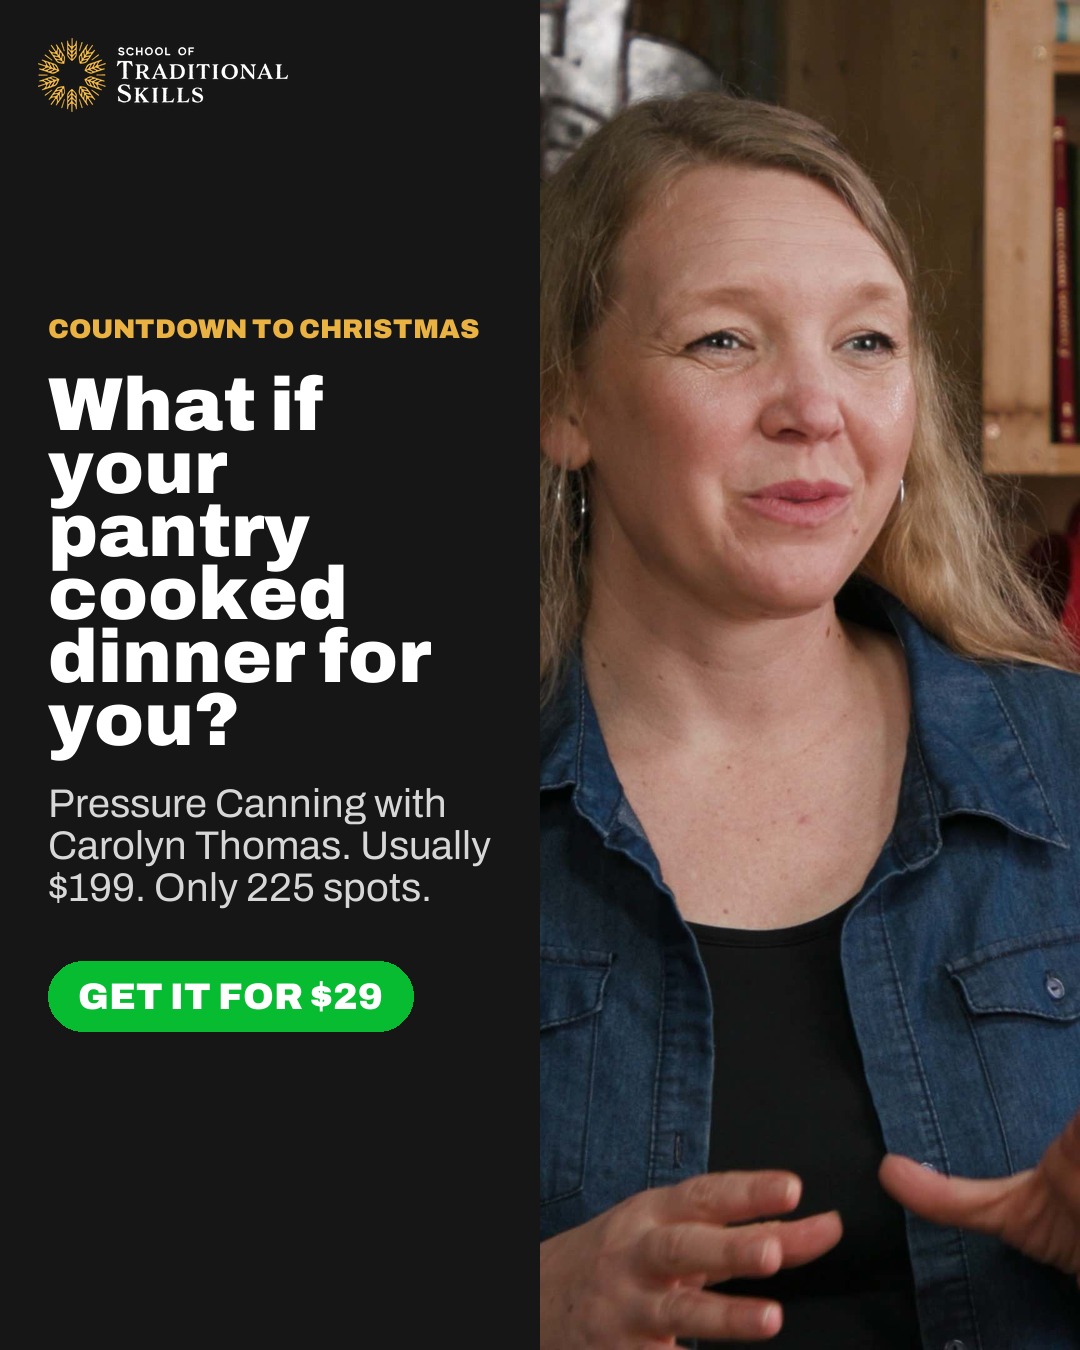 SCHOOL OF
TRADITIONAL
SKILLS
COUNTDOWN TO CHRISTMAS
What if
your
pantry
cooked
dinner for
you?
Pressure Canning with
Carolyn Thomas. Usually
$199. Only 225 spots.
GET IT FOR $29